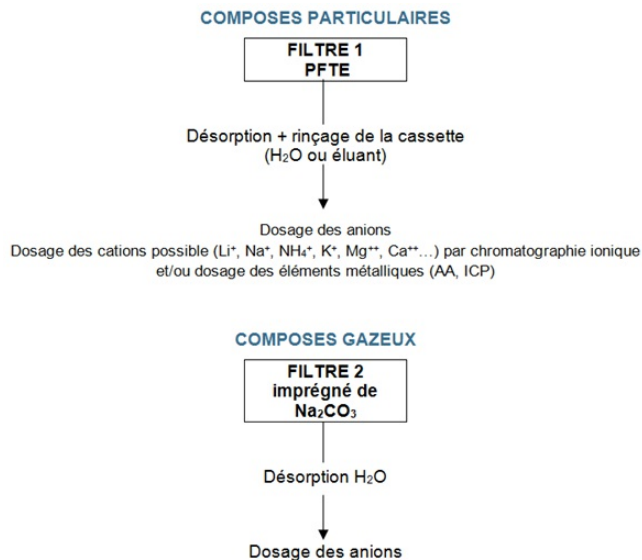 COMPOSES PARTICULAIRES
FILTRE 1
PFTE
Désorption + rinçage de la cassette
(H₂O ou éluant)
Dosage des anions
Dosage des cations possible (Li⁺, Na⁺, NH₄⁺, K⁺, Mg⁺⁺, Ca⁺⁺…) par chromatographie ionique
et/ou dosage des éléments métalliques (AA, ICP)
COMPOSES GAZEUX
FILTRE 2
imprégné de
Na₂CO₃
Désorption H₂O
Dosage des anions